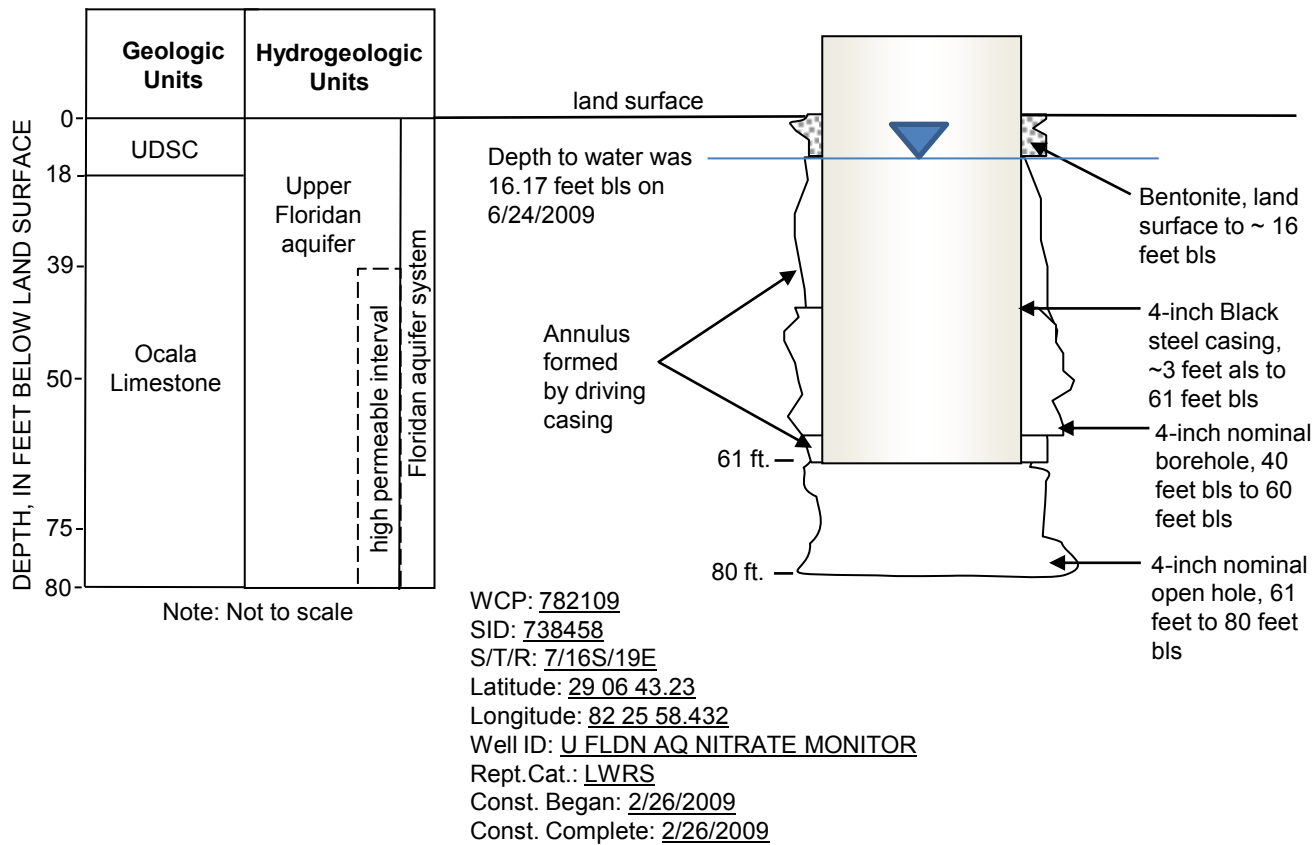 Geologic
Units
Hydrogeologic
Units
DEPTH, IN FEET BELOW LAND SURFACE
0
18
39
50
75
80
UDSC
Ocala
Limestone
Upper
Floridan
aquifer
high permeable interval
Floridan aquifer system
Note: Not to scale
land surface
Depth to water was
16.17 feet bls on
6/24/2009
Annulus
formed
by driving
casing
61 ft.
80 ft.
Bentonite, land
surface to ~ 16
feet bls
4-inch Black
steel casing,
~3 feet als to
61 feet bls
4-inch nominal
borehole, 40
feet bls to 60
feet bls
4-inch nominal
open hole, 61
feet to 80 feet
bls
WCP: 782109
SID: 738458
S/T/R: 7/16S/19E
Latitude: 29 06 43.23
Longitude: 82 25 58.432
Well ID: U FLDN AQ NITRATE MONITOR
Rept.Cat.: LWRS
Const. Began: 2/26/2009
Const. Complete: 2/26/2009